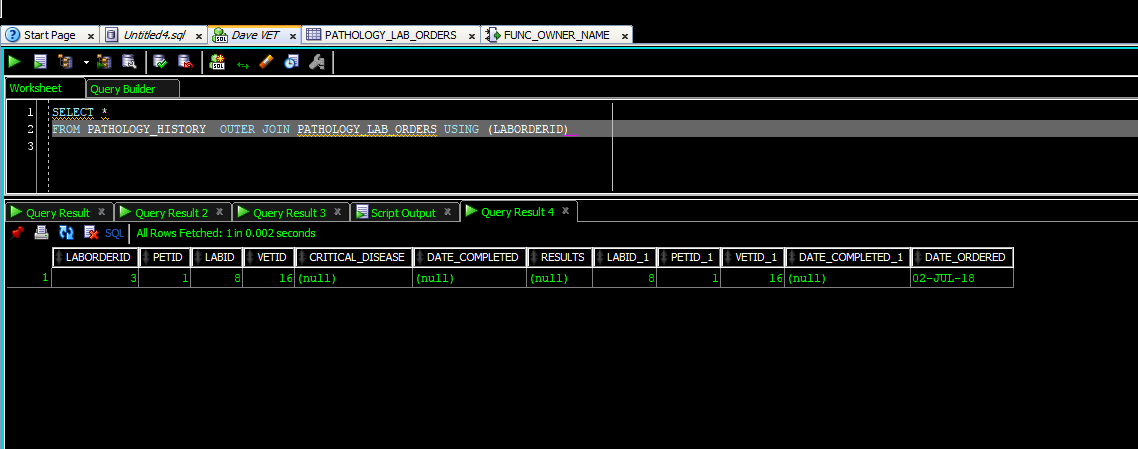 Start Page Untitled4.sql Dave VET PATHOLOGY_LAB_ORDERS FUNC_OWNER_NAME
SQL SQL
Worksheet Query Builder
1 SELECT *
2 FROM PATHOLOGY_HISTORY  OUTER JOIN PATHOLOGY_LAB_ORDERS USING (LABORDERID)
3
Query Result Query Result 2 Query Result 3 Script Output Query Result 4
SQL All Rows Fetched: 1 in 0.002 seconds
LABORDERID PETID LABID VETID CRITICAL_DISEASE DATE_COMPLETED RESULTS LABID_1 PETID_1 VETID_1 DATE_COMPLETED_1 DATE_ORDERED
1 3 1 8 16 (null) (null) (null) 8 1 16 (null) 02-JUL-18